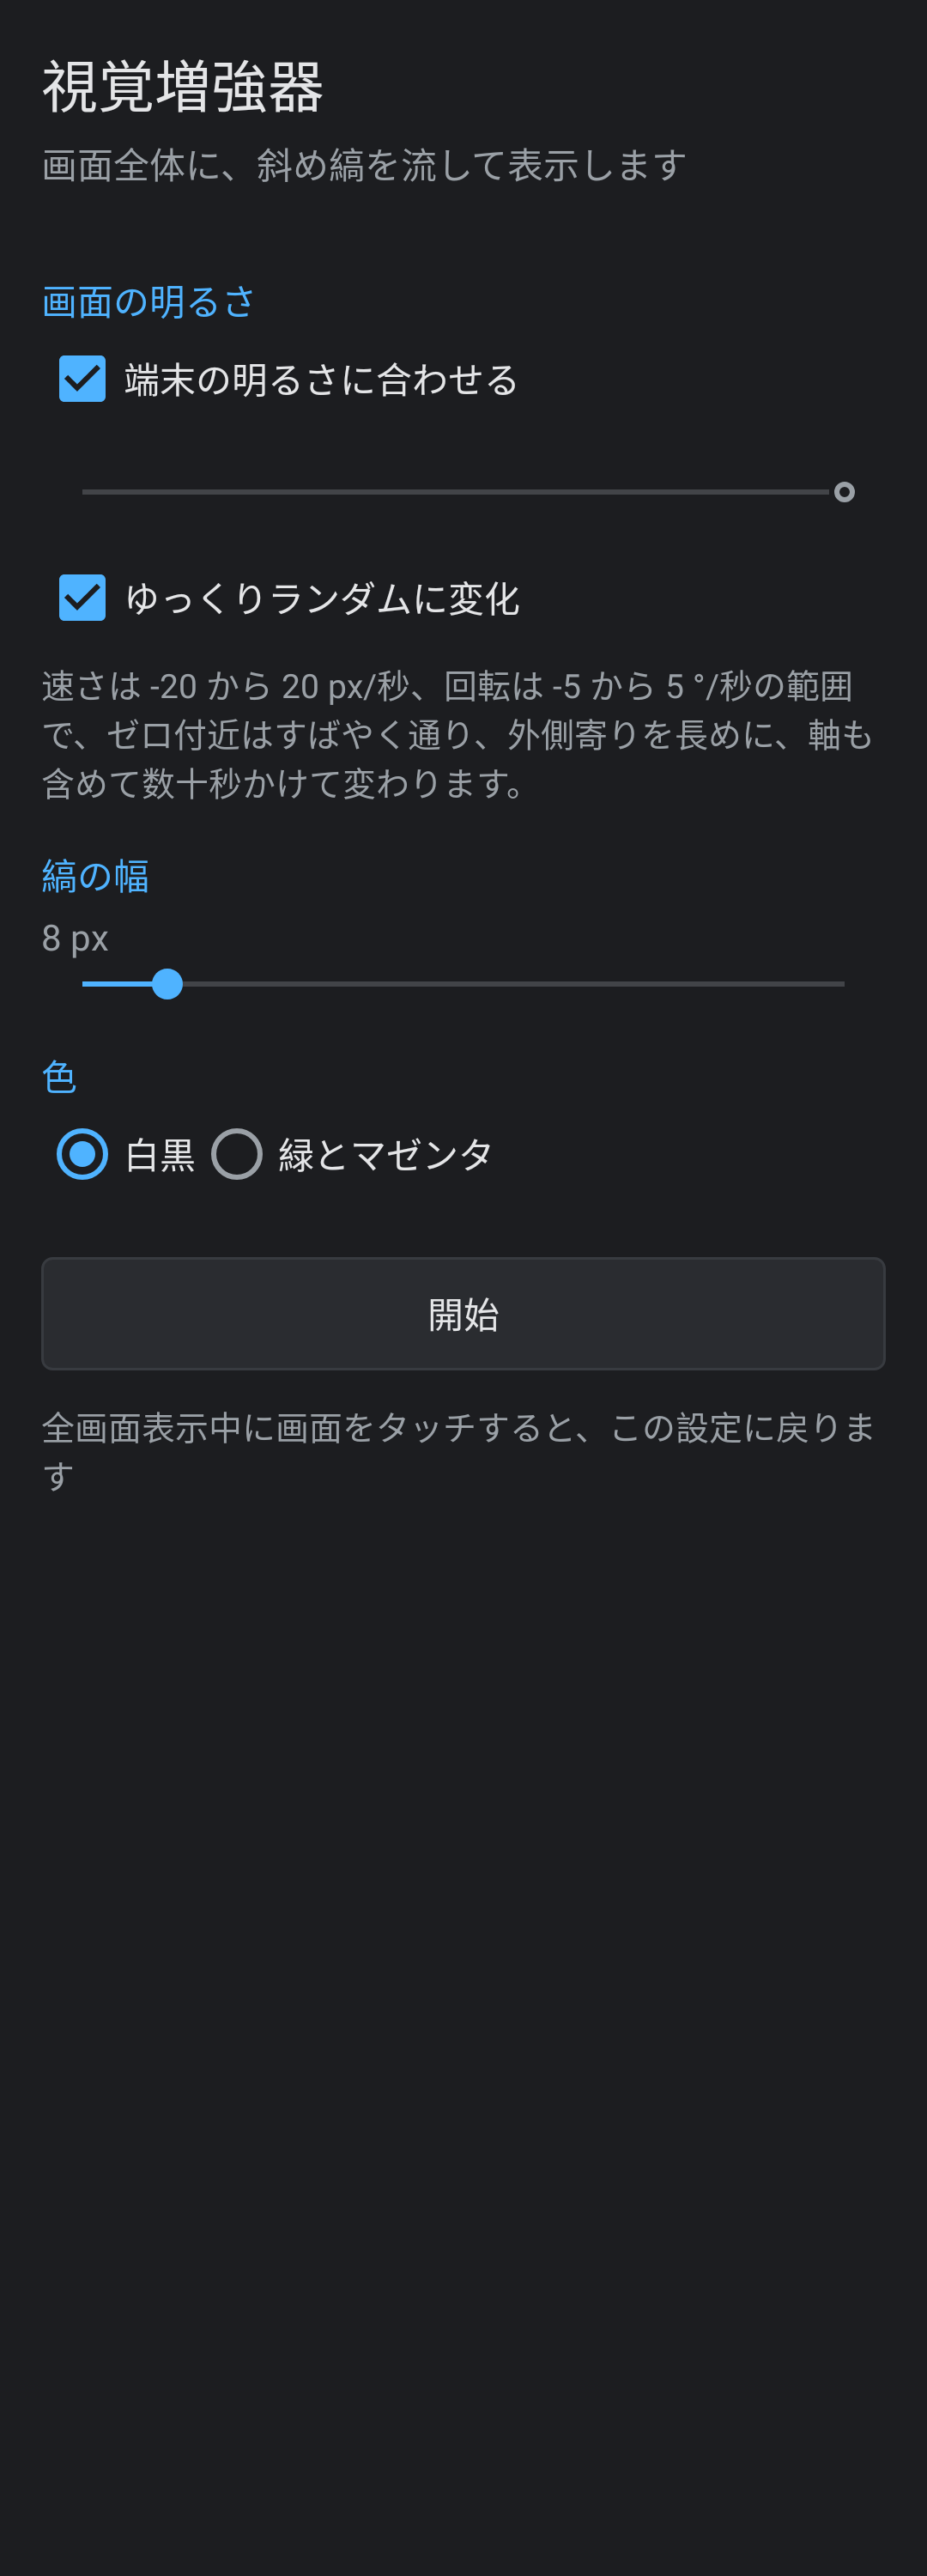 視覚増強器
画面全体に、斜め縞を流して表示します
画面の明るさ
端末の明るさに合わせる
ゆっくりランダムに変化
速さは -20 から 20 px/秒、回転は -5 から 5 °/秒の範囲
で、ゼロ付近はすばやく通り、外側寄りを長めに、軸も
含めて数十秒かけて変わります。
縞の幅
8 px
色
白黒 緑とマゼンタ
開始
全画面表示中に画面をタッチすると、この設定に戻りま
す